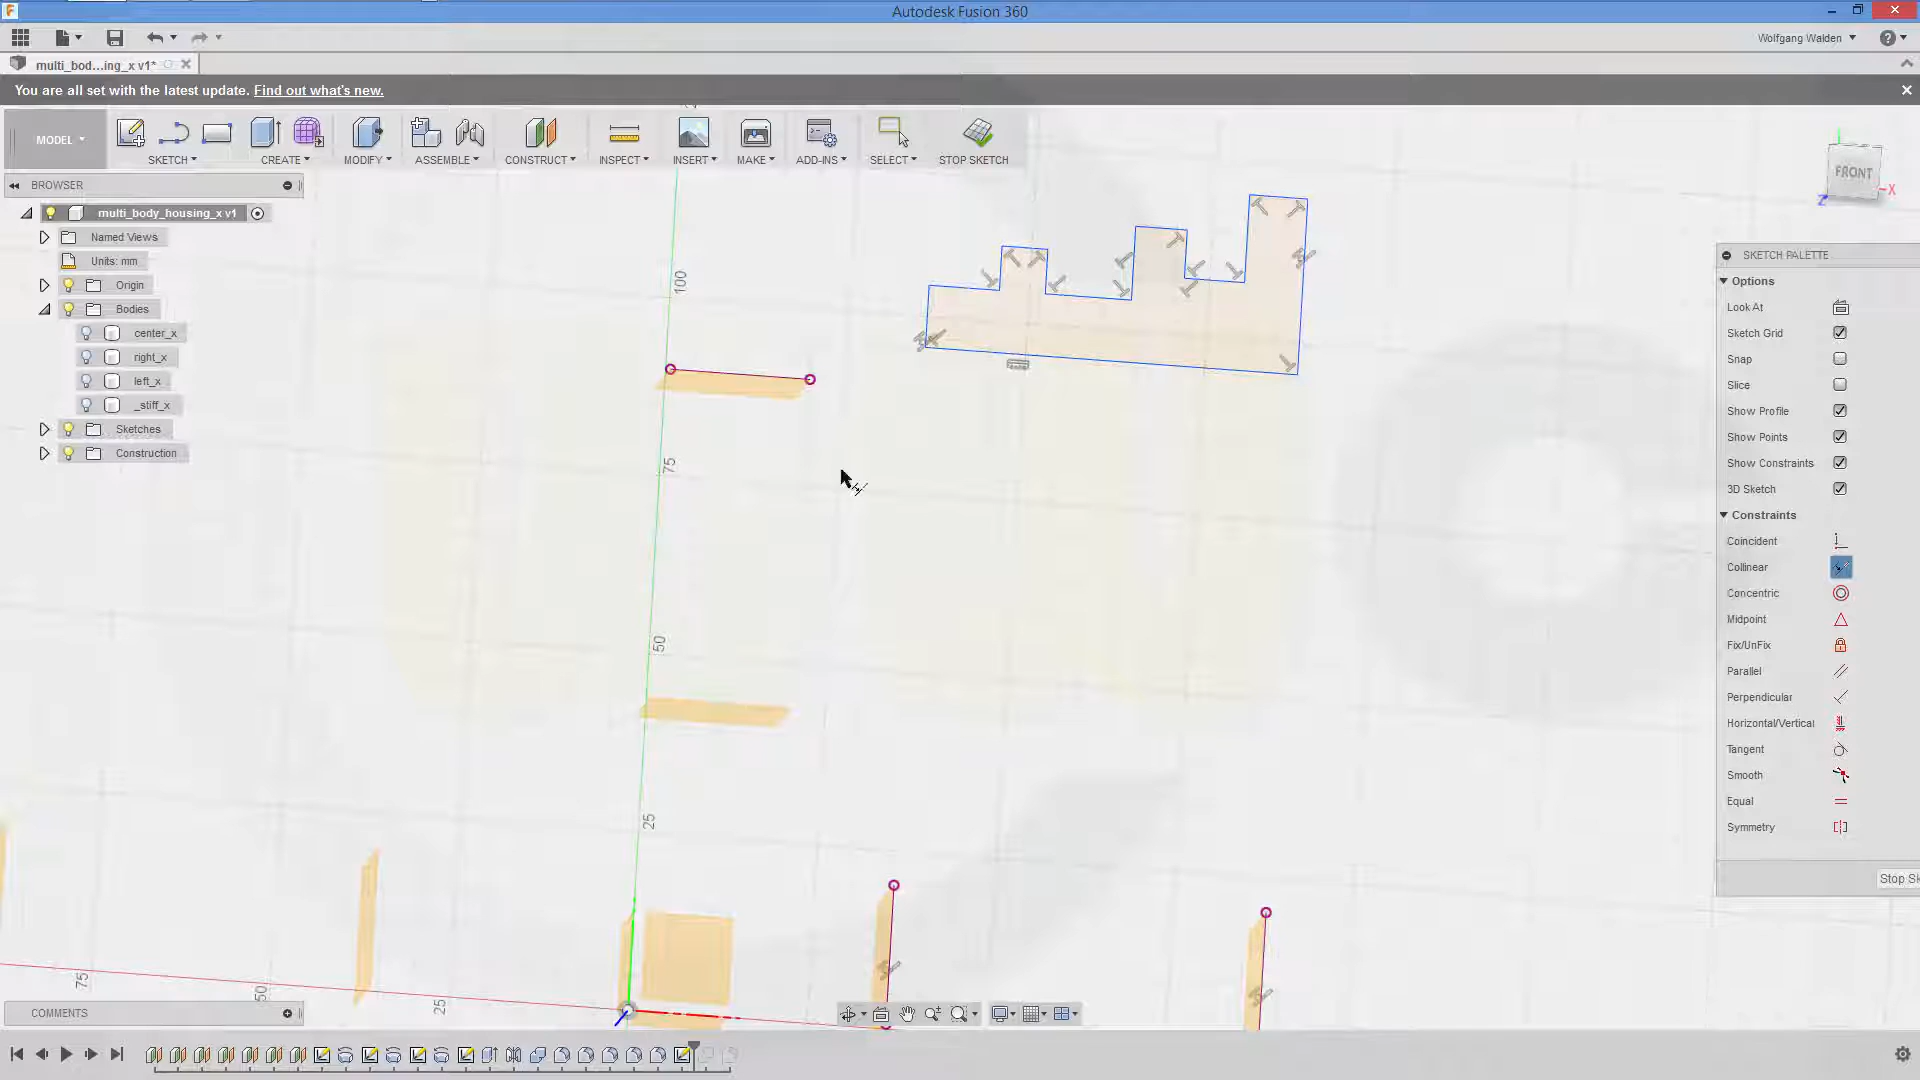 Autodesk Fusion 360
Wolfgang Walden
multi_bod...ing_x v1*
You are all set with the latest update. Find out what's new.
MODEL
SKETCH
CREATE
MODIFY
ASSEMBLE
CONSTRUCT
INSPECT
INSERT
MAKE
ADD-INS
SELECT
STOP SKETCH
FRONT
X
Z
BROWSER
multi_body_housing_x v1
Named Views
Units: mm
Origin
Bodies
center_x
right_x
left_x
_stiff_x
Sketches
Construction
100
75
50
25
75
50
25
SKETCH PALETTE
Options
Look At
Sketch Grid
Snap
Slice
Show Profile
Show Points
Show Constraints
3D Sketch
Constraints
Coincident
Collinear
Concentric
Midpoint
Fix/UnFix
Parallel
Perpendicular
Horizontal/Vertical
Tangent
Smooth
Equal
Symmetry
Stop Sk
COMMENTS